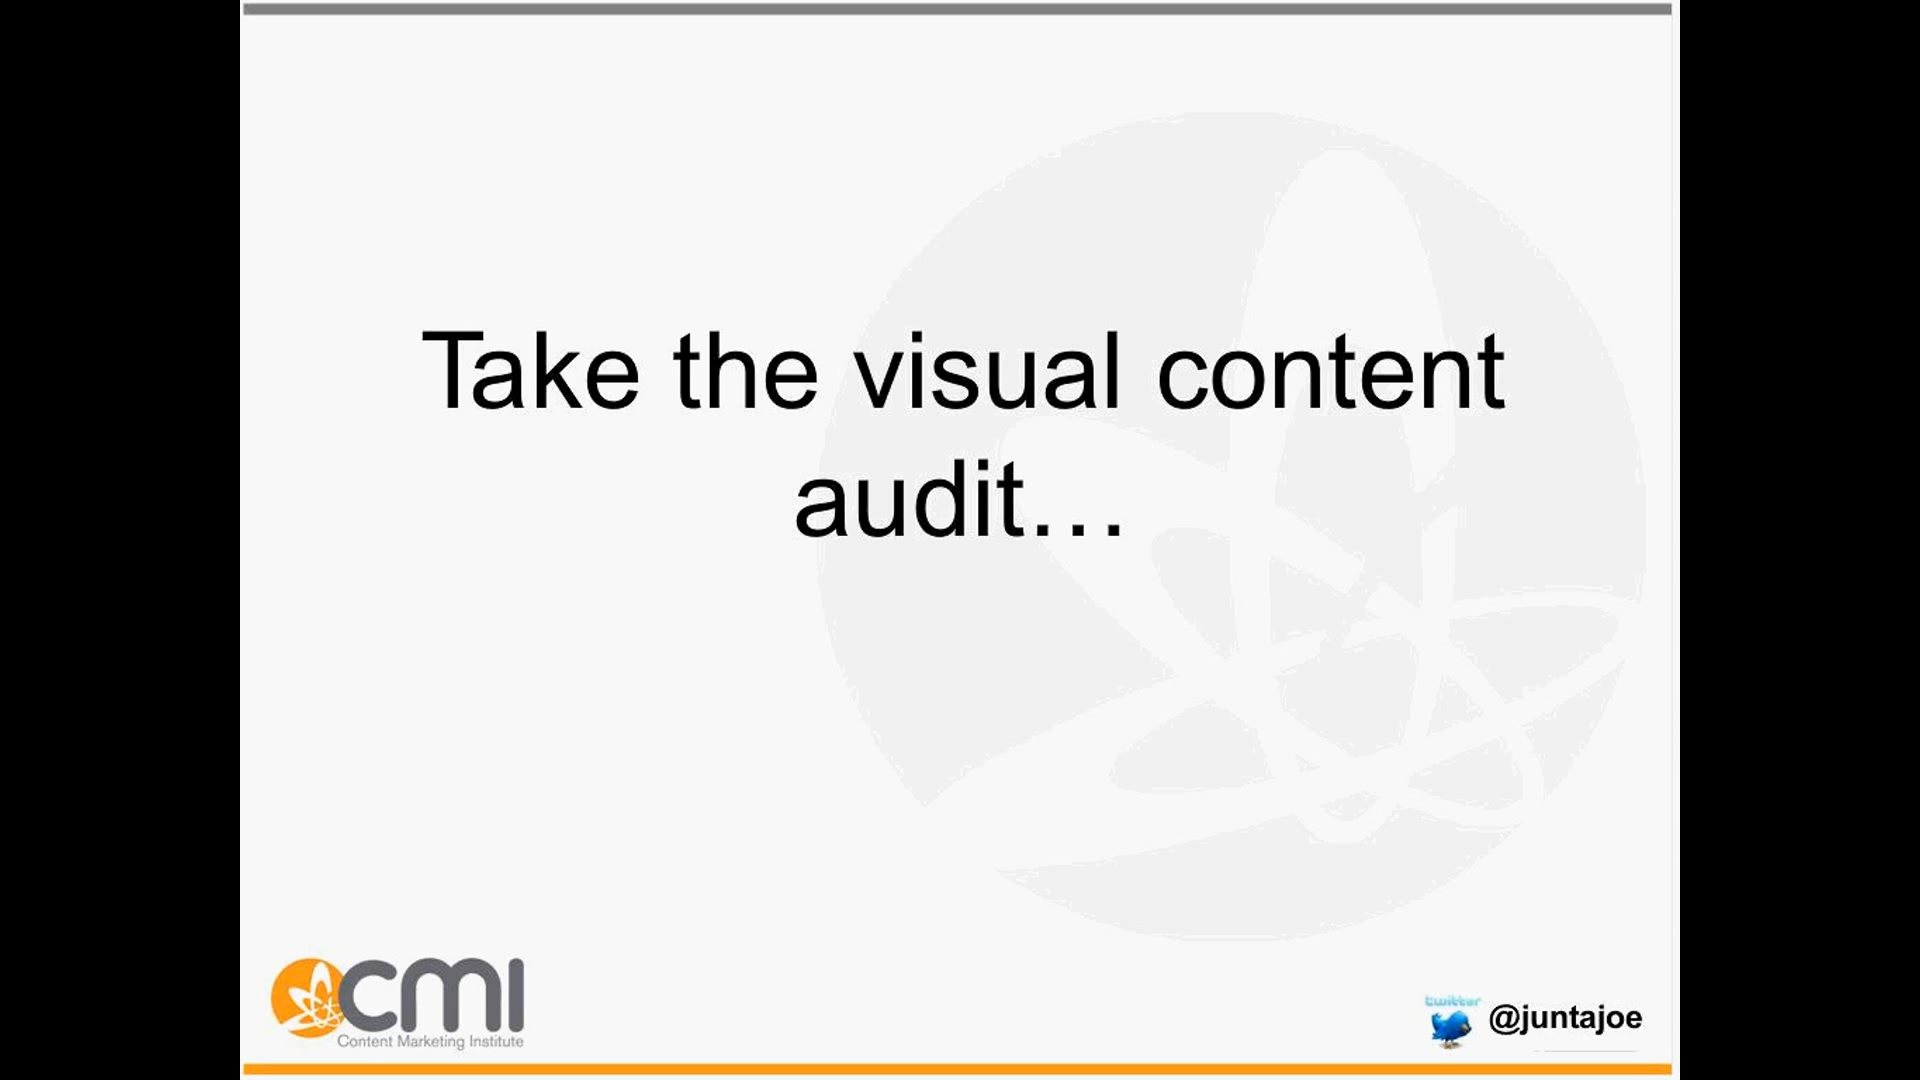 Take the visual content
audit…
cmi
Content Marketing Institute
twitter
@juntajoe